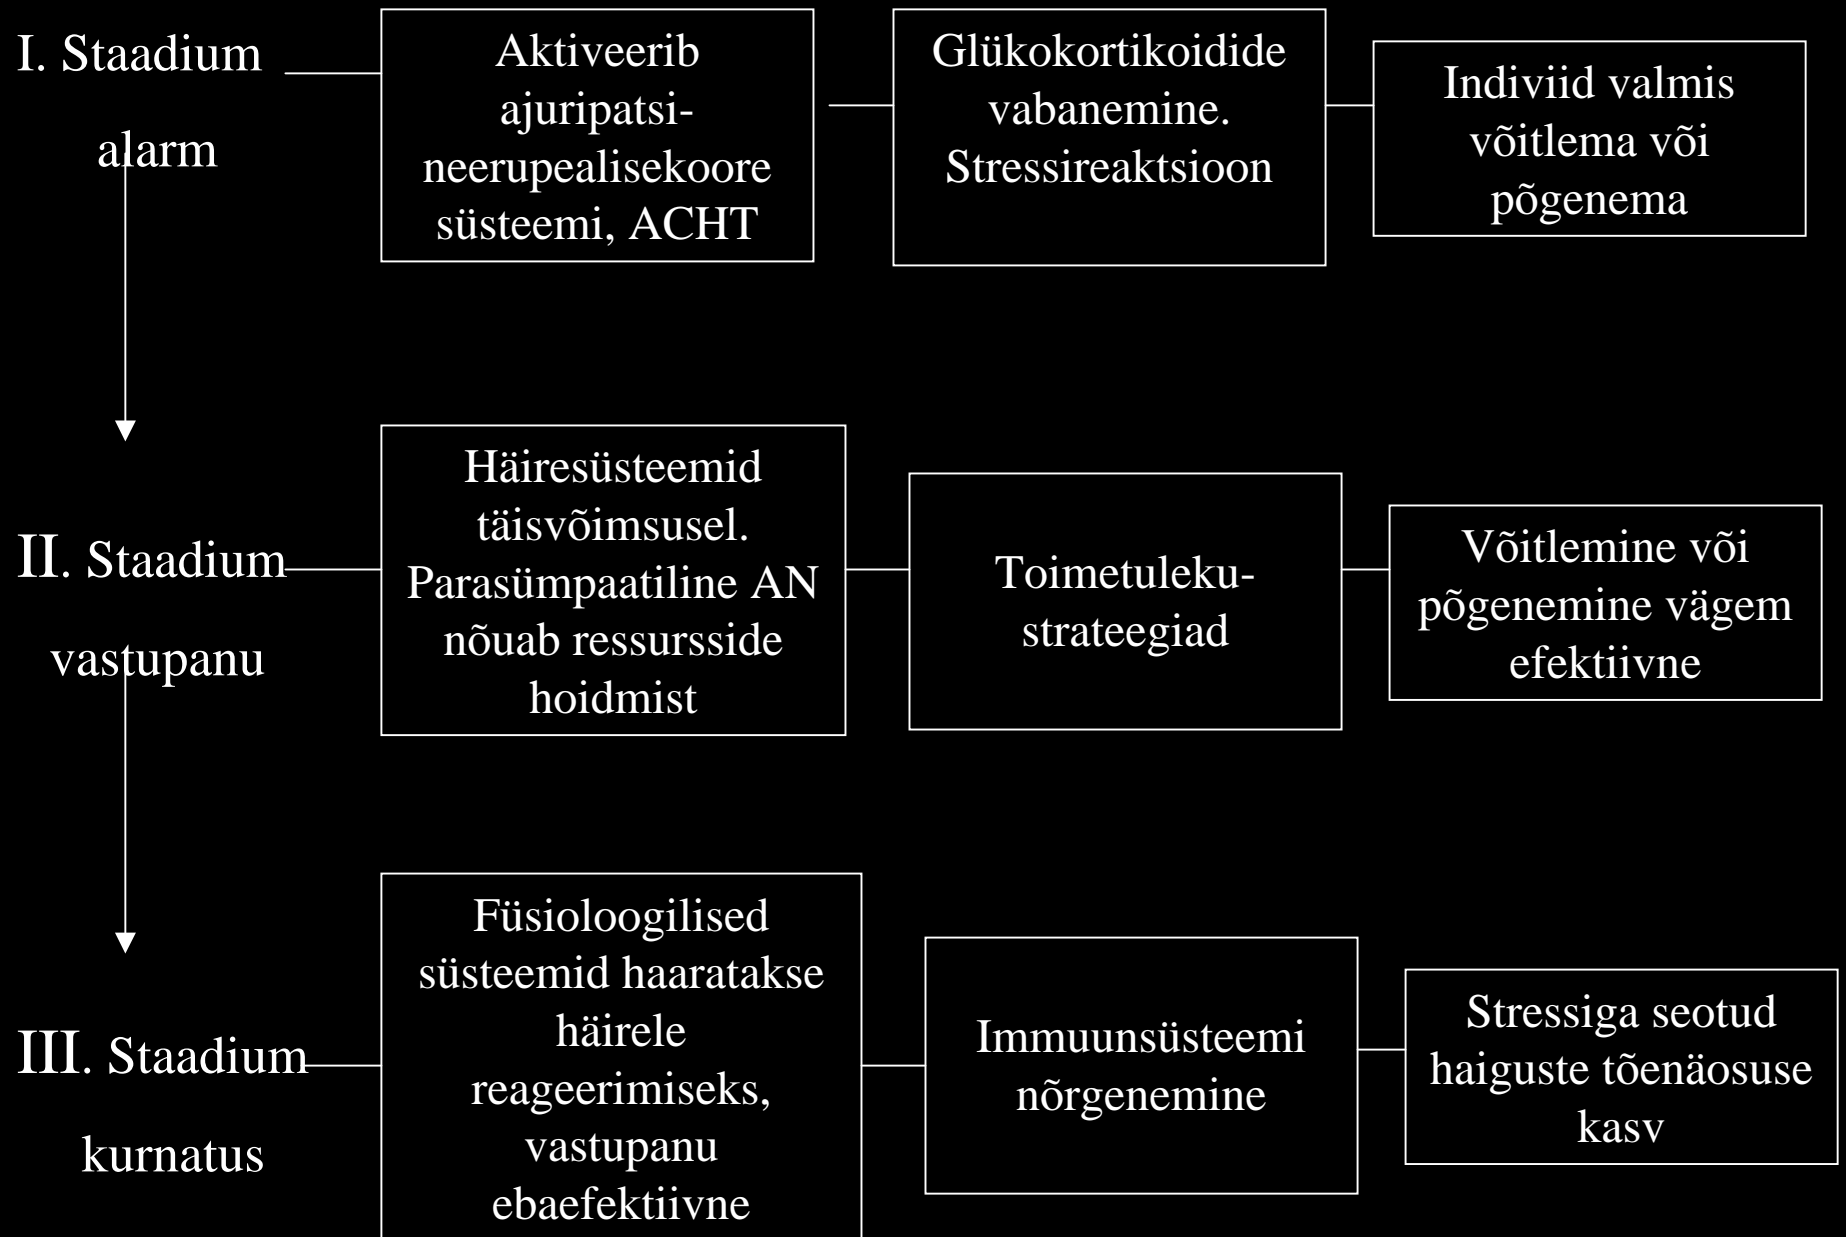 I. Staadium
alarm
Aktiveerib
ajuripatsi-
neerupealisekoore
süsteemi, ACHT
Glükokortikoidide
vabanemine.
Stressireaktsioon
Indiviid valmis
võitlema või
põgenema
II. Staadium
vastupanu
Häiresüsteemid
täisvõimsusel.
Parasümpaatiline AN
nõuab ressursside
hoidmist
Toimetuleku-
strateegiad
Võitlemine või
põgenemine vägem
efektiivne
III. Staadium
kurnatus
Füsioloogilised
süsteemid haaratakse
häirele
reageerimiseks,
vastupanu
ebaefektiivne
Immuunsüsteemi
nõrgenemine
Stressiga seotud
haiguste tõenäosuse
kasv